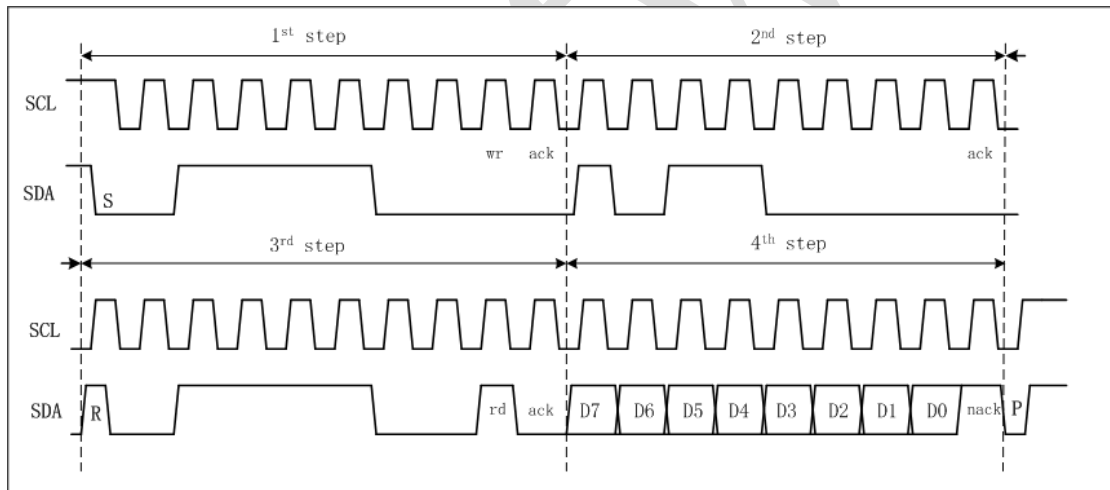 1st step 2nd step
SCL
wr ack ack
SDA S
3rd step 4th step
SCL
SDA R rd ack D7 D6 D5 D4 D3 D2 D1 D0 nack P